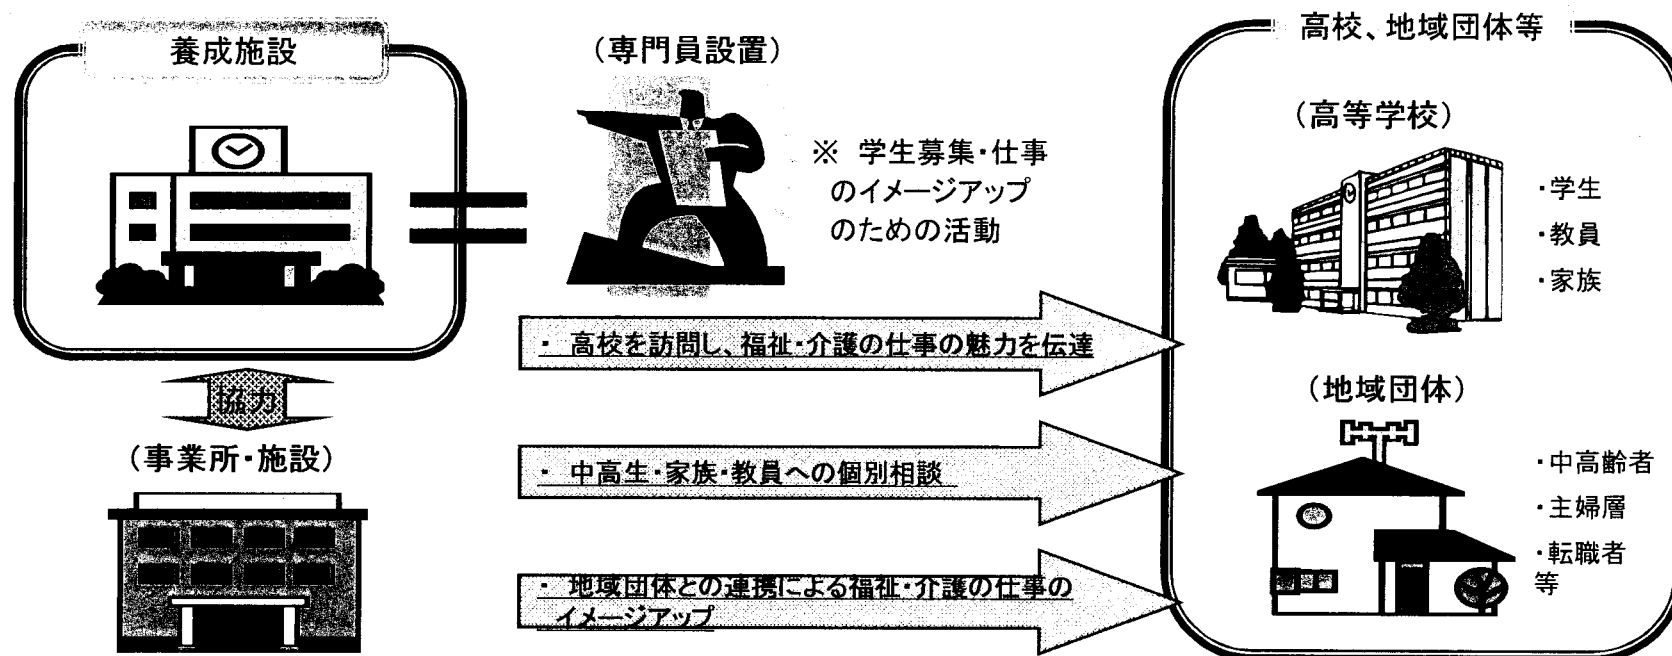 養成施設
(専門員設置)
※ 学生募集・仕事
のイメージアップ
のための活動
協力
(事業所・施設)
・ 高校を訪問し、福祉・介護の仕事の魅力を伝達
・ 中高生・家族・教員への個別相談
・ 地域団体との連携による福祉・介護の仕事の
イメージアップ
高校、地域団体等
(高等学校)
・学生
・教員
・家族
(地域団体)
・中高齢者
・主婦層
・転職者
等